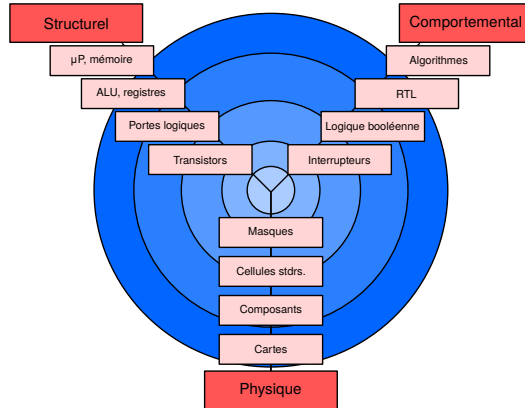 Structurel
Comportemental
µP, mémoire
Algorithmes
ALU, registres
RTL
Portes logiques
Logique booléenne
Transistors
Interrupteurs
Masques
Cellules stdrs.
Composants
Cartes
Physique